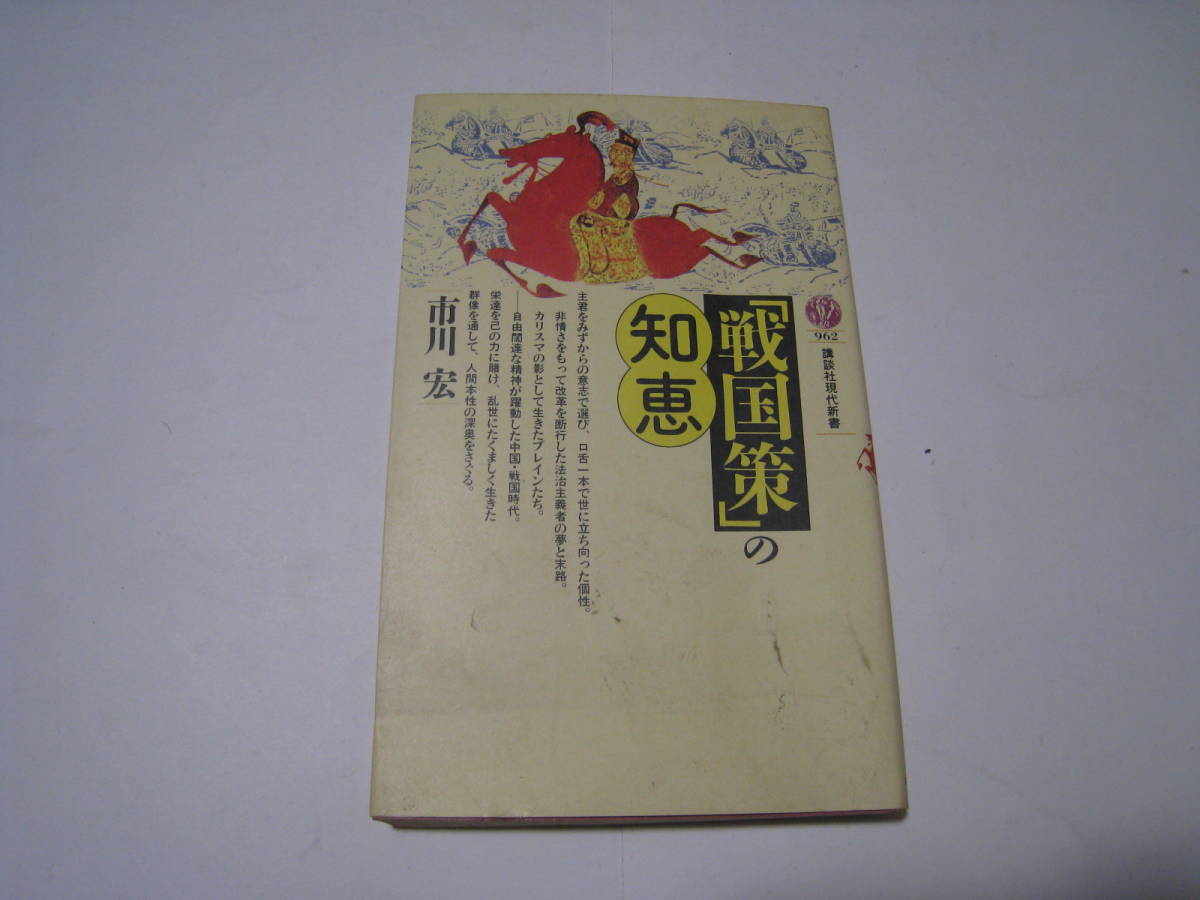 962
講談社現代新書
「戦国策」の
知恵
主君をみずからの意志で選び、口舌一本で世に立ち向った個性。
非情さをもって改革を断行した法治主義者の夢と末路。
カリスマの影として生きたブレインたち。
——自由闊達な精神が躍動した中国・戦国時代。
栄達を己の力に賭け、乱世にたくましく生きた
群像を通して、人間本性の深奥をさぐる。
市川 宏